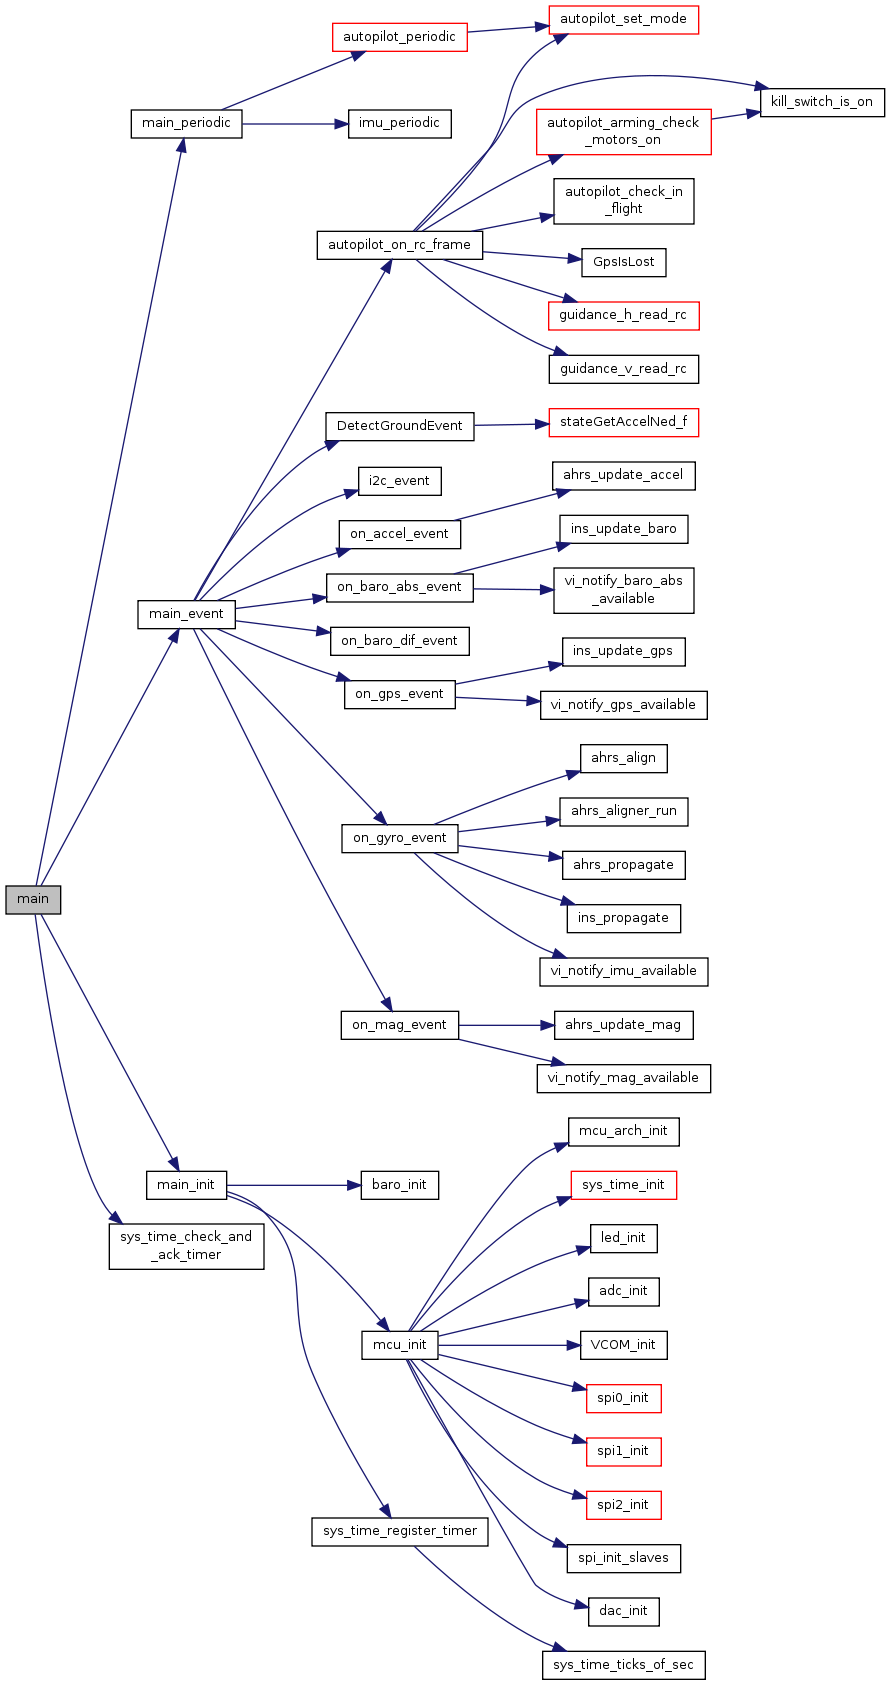 autopilot_set_mode
autopilot_periodic
kill_switch_is_on
main_periodic
imu_periodic
autopilot_arming_check
_motors_on
autopilot_check_in
_flight
autopilot_on_rc_frame
GpsIsLost
guidance_h_read_rc
guidance_v_read_rc
DetectGroundEvent
stateGetAccelNed_f
i2c_event
ahrs_update_accel
on_accel_event
ins_update_baro
on_baro_abs_event
vi_notify_baro_abs
_available
main_event
on_baro_dif_event
ins_update_gps
on_gps_event
vi_notify_gps_available
ahrs_align
ahrs_aligner_run
on_gyro_event
ahrs_propagate
main
ins_propagate
vi_notify_imu_available
on_mag_event
ahrs_update_mag
vi_notify_mag_available
mcu_arch_init
main_init
baro_init
sys_time_init
sys_time_check_and
_ack_timer
led_init
adc_init
mcu_init
VCOM_init
spi0_init
spi1_init
spi2_init
sys_time_register_timer
spi_init_slaves
dac_init
sys_time_ticks_of_sec